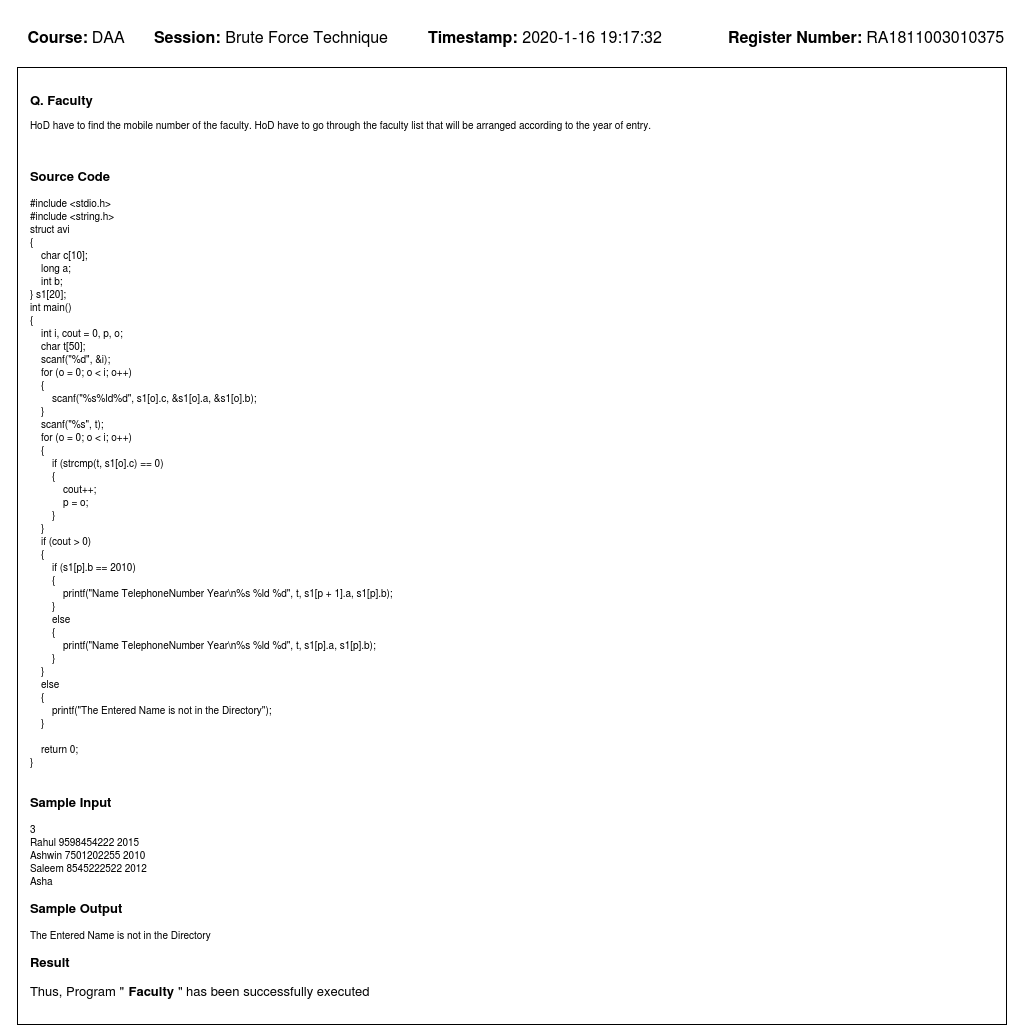 Course: DAA Session: Brute Force Technique Timestamp: 2020-1-16 19:17:32 Register Number: RA1811003010375
Q. Faculty
HoD have to find the mobile number of the faculty. HoD have to go through the faculty list that will be arranged according to the year of entry.
Source Code
#include <stdio.h>
#include <string.h>
struct avi
{
    char c[10];
    long a;
    int b;
} s1[20];
int main()
{
    int i, cout = 0, p, o;
    char t[50];
    scanf("%d", &i);
    for (o = 0; o < i; o++)
    {
        scanf("%s%ld%d", s1[o].c, &s1[o].a, &s1[o].b);
    }
    scanf("%s", t);
    for (o = 0; o < i; o++)
    {
        if (strcmp(t, s1[o].c) == 0)
        {
            cout++;
            p = o;
        }
    }
    if (cout > 0)
    {
        if (s1[p].b == 2010)
        {
            printf("Name TelephoneNumber Year\n%s %ld %d", t, s1[p + 1].a, s1[p].b);
        }
        else
        {
            printf("Name TelephoneNumber Year\n%s %ld %d", t, s1[p].a, s1[p].b);
        }
    }
    else
    {
        printf("The Entered Name is not in the Directory");
    }
    return 0;
}
Sample Input
3
Rahul 9598454222 2015
Ashwin 7501202255 2010
Saleem 8545222522 2012
Asha
Sample Output
The Entered Name is not in the Directory
Result
Thus, Program " Faculty " has been successfully executed